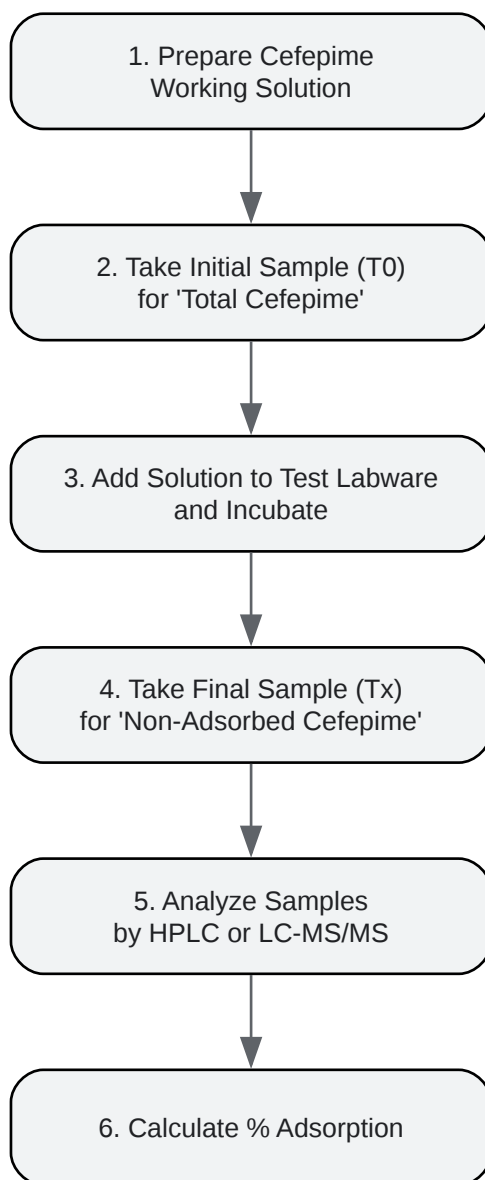 1. Prepare Cefepime
Working Solution
2. Take Initial Sample (T0)
for 'Total Cefepime'
3. Add Solution to Test Labware
and Incubate
4. Take Final Sample (Tx)
for 'Non-Adsorbed Cefepime'
5. Analyze Samples
by HPLC or LC-MS/MS
6. Calculate % Adsorption